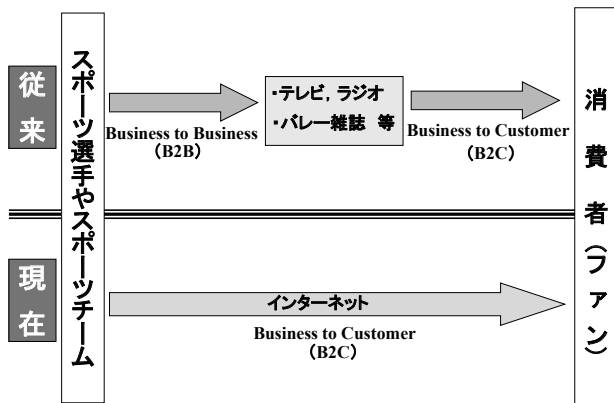 従来
スポーツ選手やスポーツチーム
Business to Business
（B2B）
・テレビ，ラジオ
・バレー雑誌　等
Business to Customer
（B2C）
消費者（ファン）
現在
インターネット
Business to Customer
（B2C）